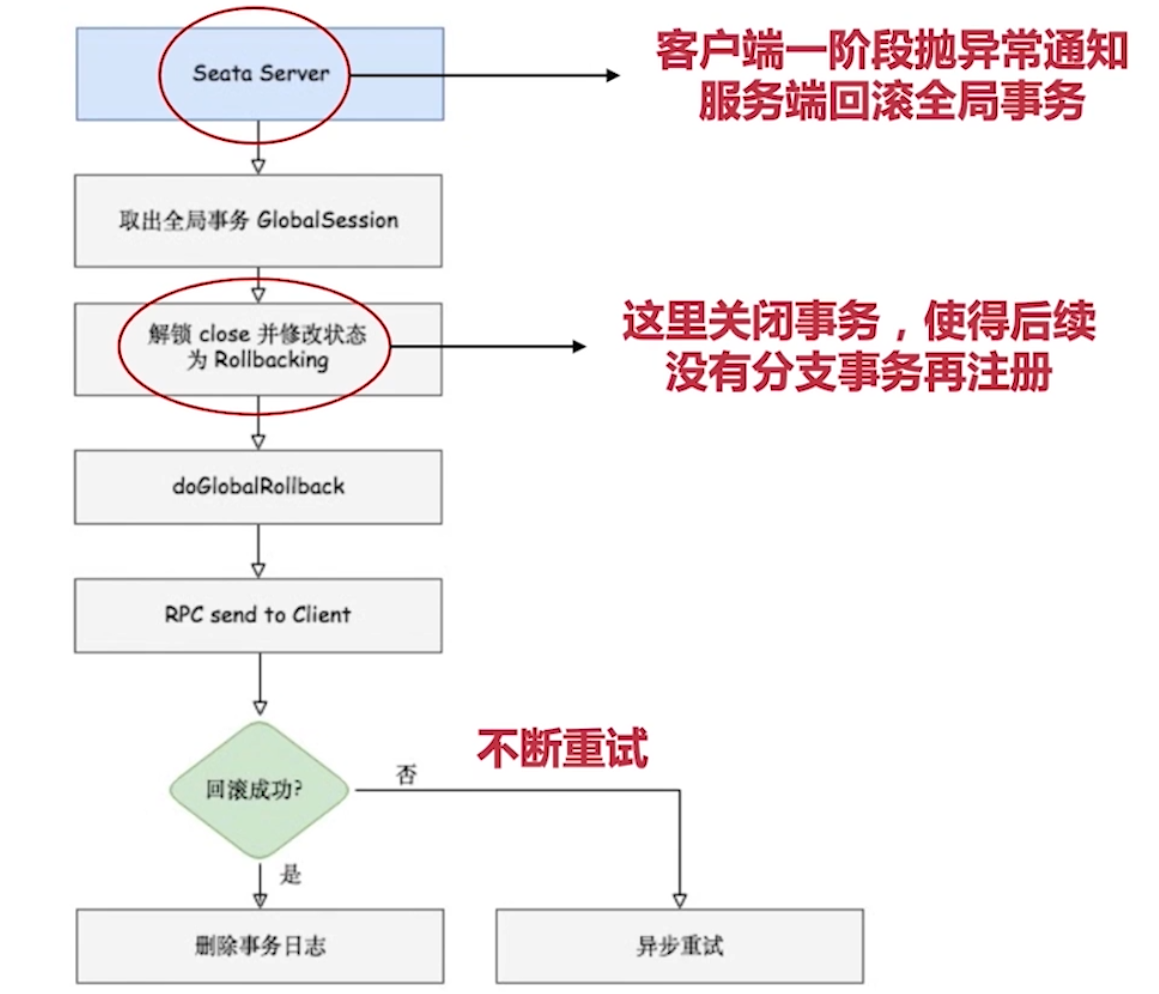 Seata Server
客户端一阶段抛异常通知
服务端回滚全局事务
取出全局事务 GlobalSession
解锁 close 并修改状态
为 Rollbacking
这里关闭事务，使得后续
没有分支事务再注册
doGlobalRollback
RPC send to Client
不断重试
回滚成功?
否
是
删除事务日志
异步重试